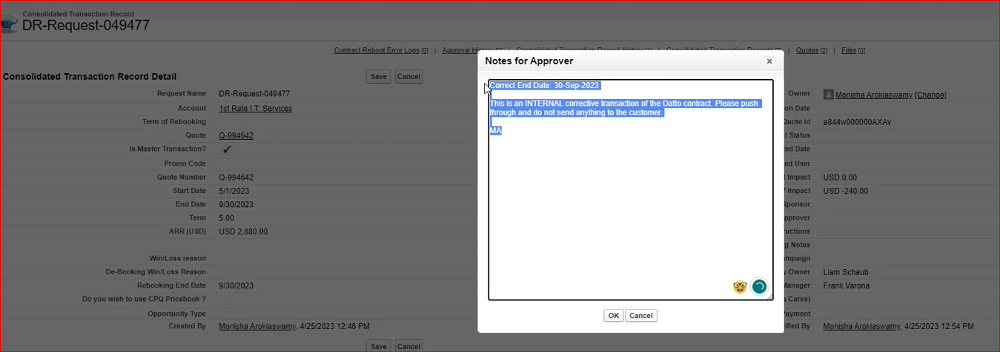 Consolidated Transaction Record
DR-Request-049477
Contract Reboot Error Logs [0] | Approval History [0] | Consolidated Transaction Record History [4] | Consolidated Transaction Records | Quotes [2] | Files [0]
Consolidated Transaction Record Detail
Save Cancel
Request Name DR-Request-049477
Account 1st Rate I.T. Services
Term of Rebooking
Quote Q-994642
Is Master Transaction? ✓
Promo Code
Quote Number Q-994642
Start Date 5/1/2023
End Date 9/30/2023
Term 5.00
ARR (USD) USD 2,880.00
Win/Loss reason
De-Booking Win/Loss Reason
Rebooking End Date 9/30/2023
Do you wish to use CPQ Pricebook ?
Opportunity Type
Created By Monisha Arokiaswamy, 4/25/2023 12:46 PM
Save Cancel
Notes for Approver
×
Correct End Date: 30-Sep-2023
This is an INTERNAL corrective transaction of the Datto contract. Please push
through and do not send anything to the customer.
MA
OK Cancel
Owner Monisha Arokiaswamy [Change]
on Date
Quote Id a844w000000AXAv
l Status
ted Date
ed User
t Impact USD 0.00
/ Impact USD -240.00
Sponsor
pprover
ructions
g Notes
mpaign
y Owner Liam Schaub
Manager Frank Varona
s Cares)
Payment
ified By Monisha Arokiaswamy, 4/25/2023 12:54 PM